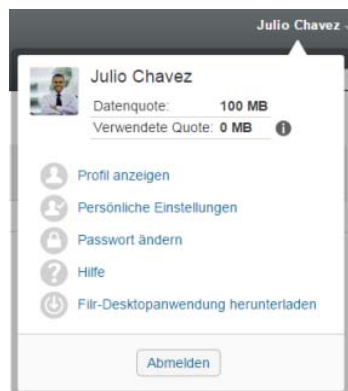 Julio Chavez
Julio Chavez
Datenquote: 100 MB
Verwendete Quote: 0 MB
Profil anzeigen
Persönliche Einstellungen
Passwort ändern
Hilfe
Filr-Desktopanwendung herunterladen
Abmelden